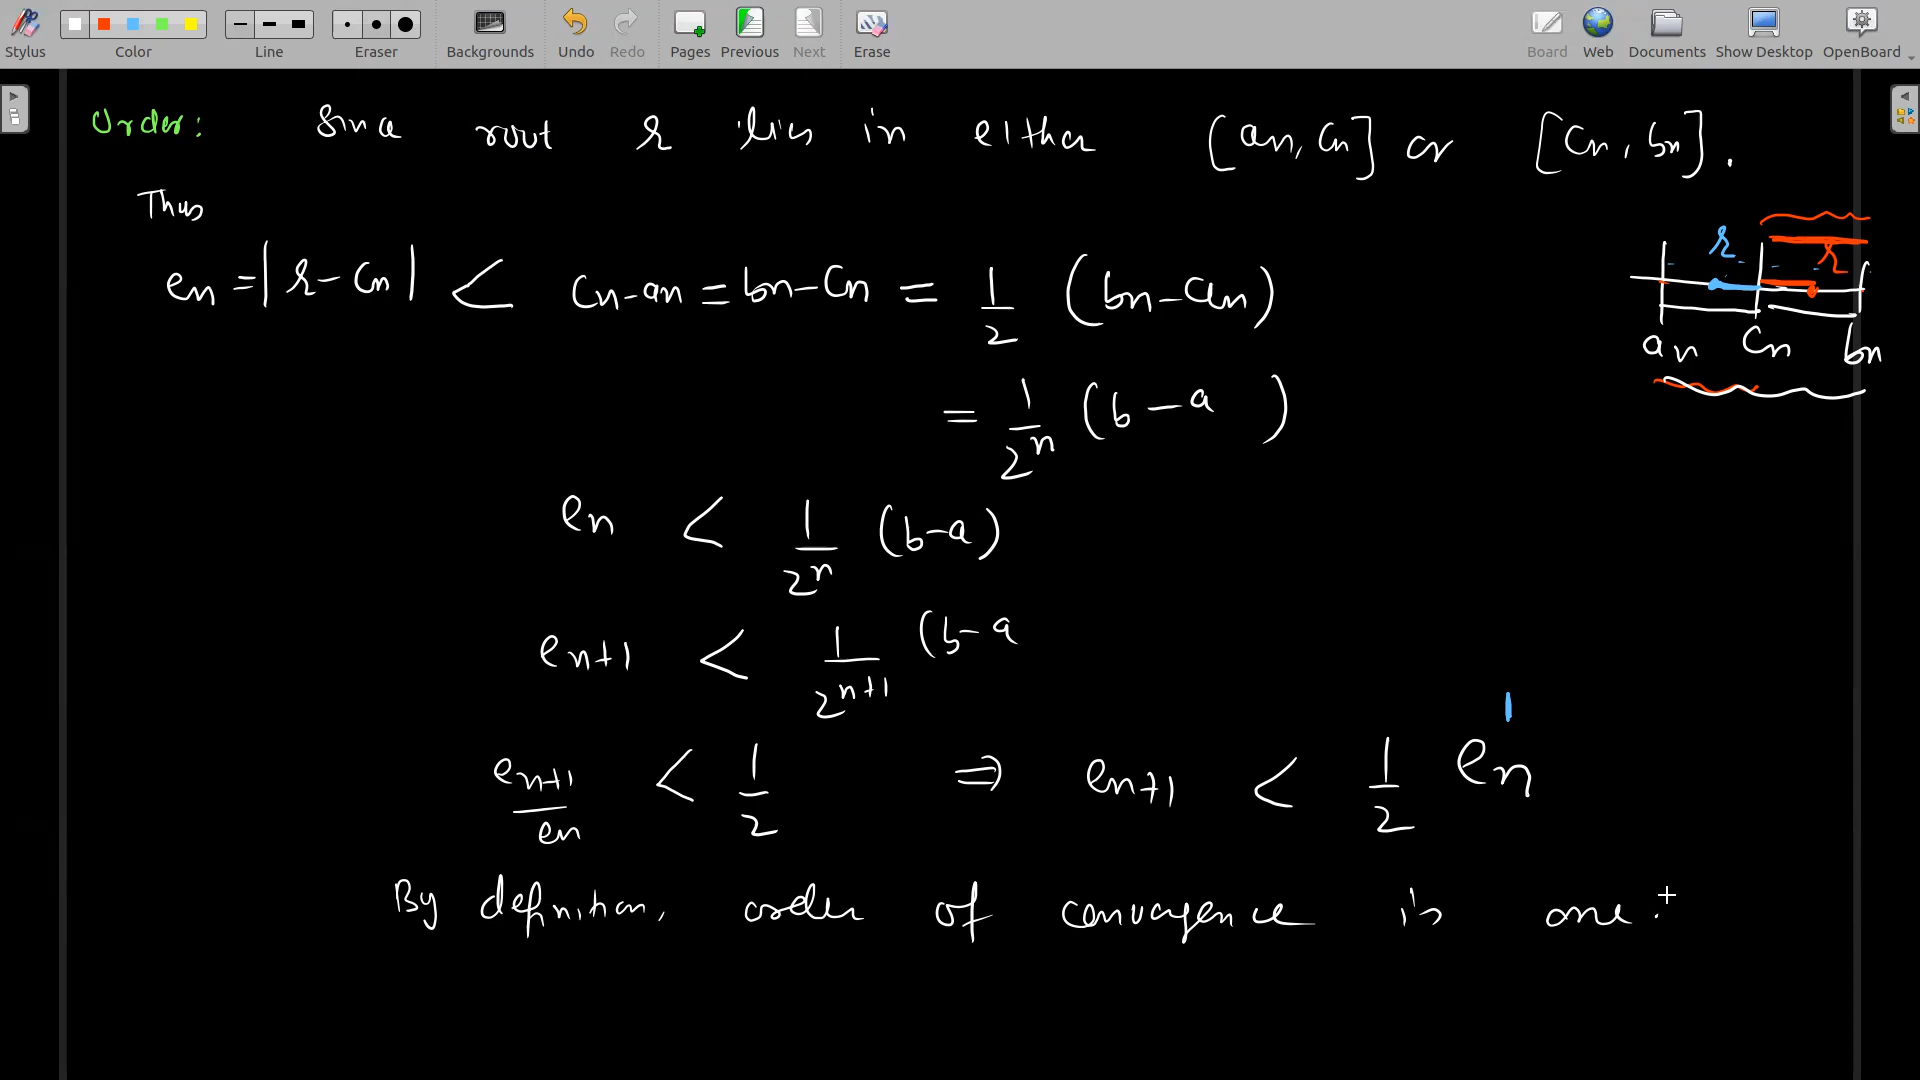 Stylus Color Line Eraser Backgrounds Undo Redo Pages Previous Next Erase Board Web Documents Show Desktop OpenBoard
Order: Since root r lies in either [an, cn] or [cn, bn].
Thus
en = |r - cn| < cn - an = bn - cn = 1/2 (bn - an)
r r
an cn bn
= 1/2^n (b - a )
en < 1/2^n (b-a)
en+1 < 1/2^n+1 (b-a
en+1/en < 1/2 ⇒ en+1 < 1/2 en^1
By definition, order of convergence is one.